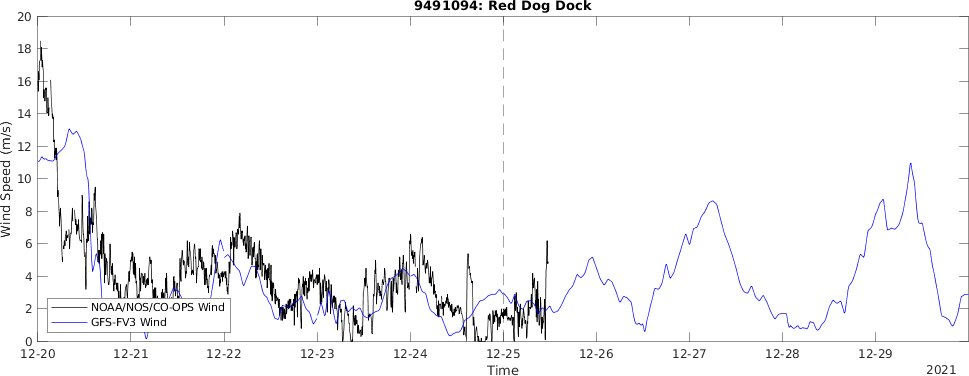 9491094: Red Dog Dock
20
18
16
14
12
10
8
6
4
2
0
Wind Speed (m/s)
NOAA/NOS/CO-OPS Wind
GFS-FV3 Wind
12-20 12-21 12-22 12-23 12-24 12-25 12-26 12-27 12-28 12-29
Time
2021